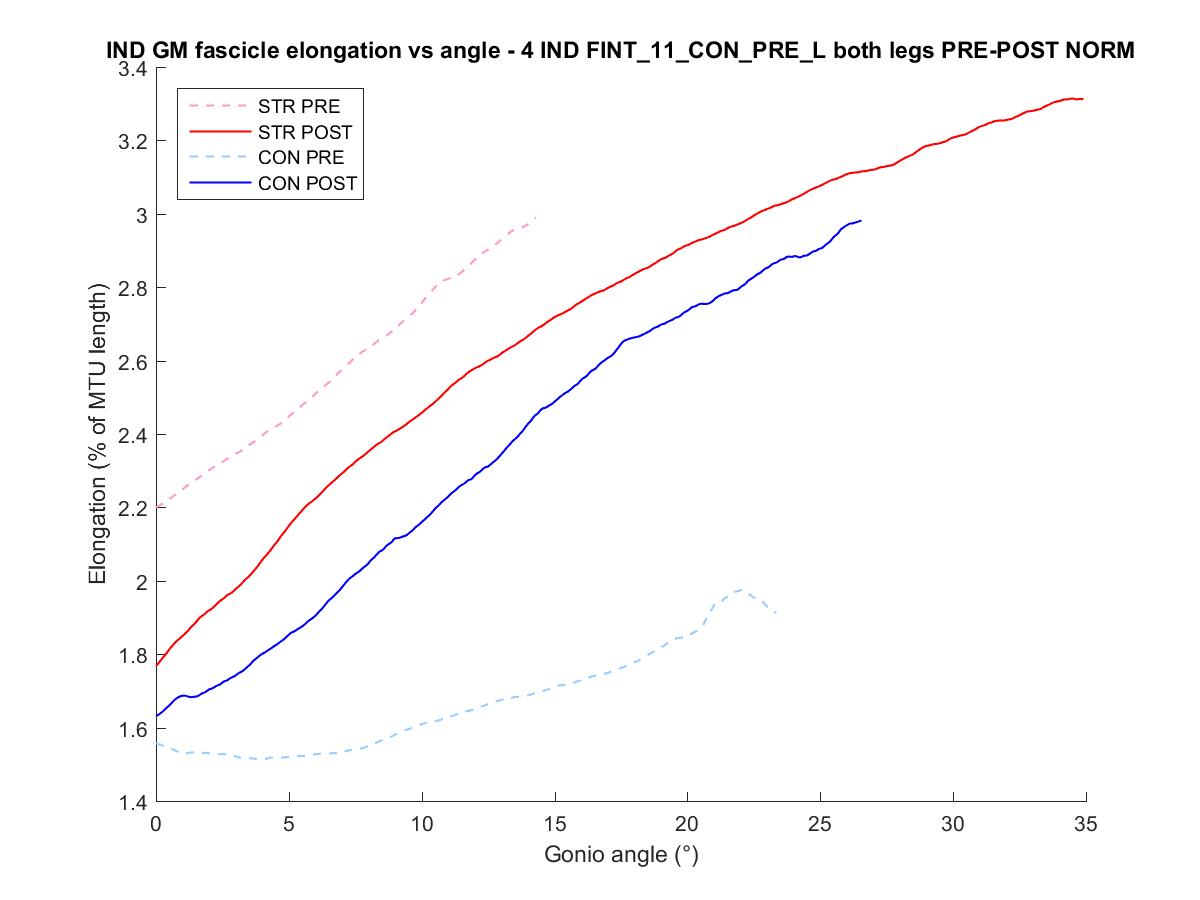 IND GM fascicle elongation vs angle - 4 IND FINT_11_CON_PRE_L both legs PRE-POST NORM
3.4
3.2
3
2.8
2.6
2.4
2.2
2
1.8
1.6
1.4
Elongation (% of MTU length)
STR PRE
STR POST
CON PRE
CON POST
0 5 10 15 20 25 30 35
Gonio angle (°)